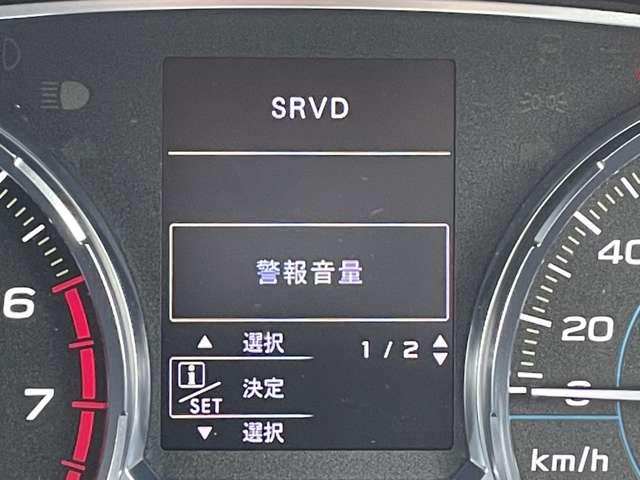 SRVD
警報音量
▲ 選択 1/2
i/SET 決定
▼ 選択
6
7
40
20
0
km/h